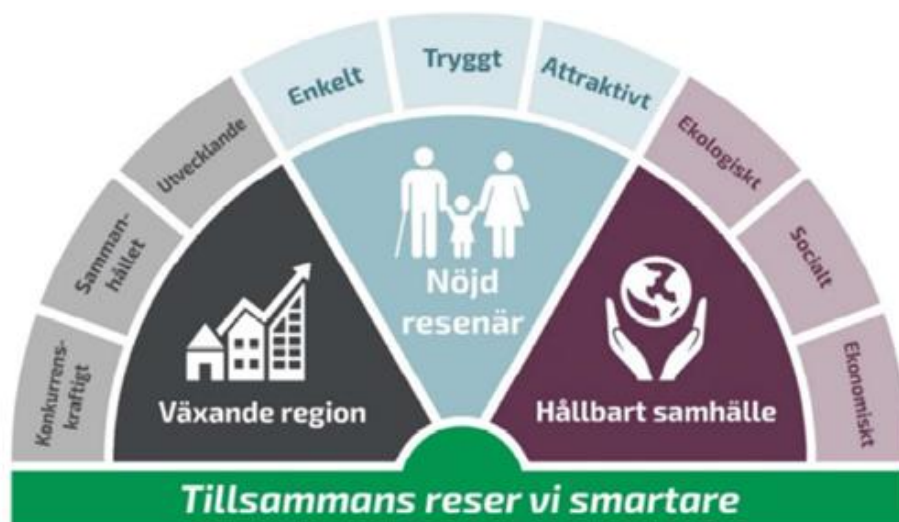 Konkurrens-
kraftigt
Samman-
hållet
Utvecklande
Enkelt
Tryggt
Attraktivt
Ekologiskt
Socialt
Ekonomiskt
Växande region
Nöjd
resenär
Hållbart samhälle
Tillsammans reser vi smartare